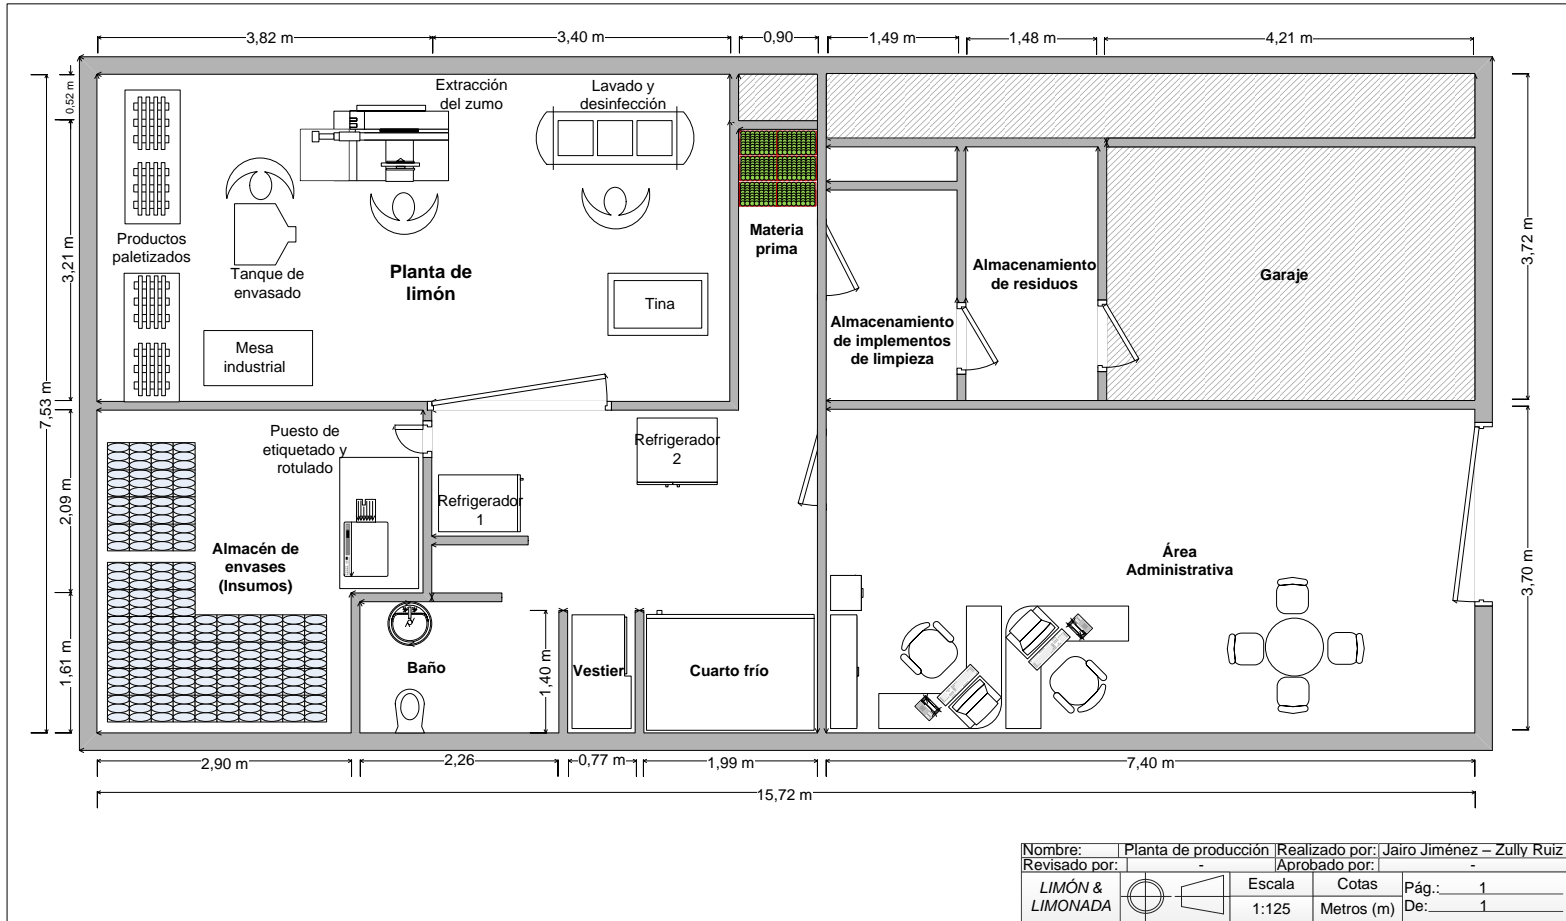 3,82 m
3,40 m
0,90
1,49 m
1,48 m
4,21 m
0,52 m
3,21 m
7,53 m
2,09 m
1,61 m
Extracción
del zumo
Lavado y
desinfección
Productos
paletizados
Tanque de
envasado
Planta de
limón
Mesa
industrial
Tina
Materia
prima
Almacenamiento
de implementos
de limpieza
Almacenamiento
de residuos
Garaje
3,72 m
Puesto de
etiquetado y
rotulado
Refrigerador
1
Refrigerador
2
Almacén de
envases
(Insumos)
Baño
1,40 m
Vestier
Cuarto frío
Área
Administrativa
3,70 m
2,90 m
2,26
0,77 m
1,99 m
7,40 m
15,72 m
Nombre: Planta de producción Realizado por: Jairo Jiménez – Zully Ruiz
Revisado por: - Aprobado por: -
LIMÓN &
LIMONADA
Escala
1:125
Cotas
Metros (m)
Pág.: 1
De: 1